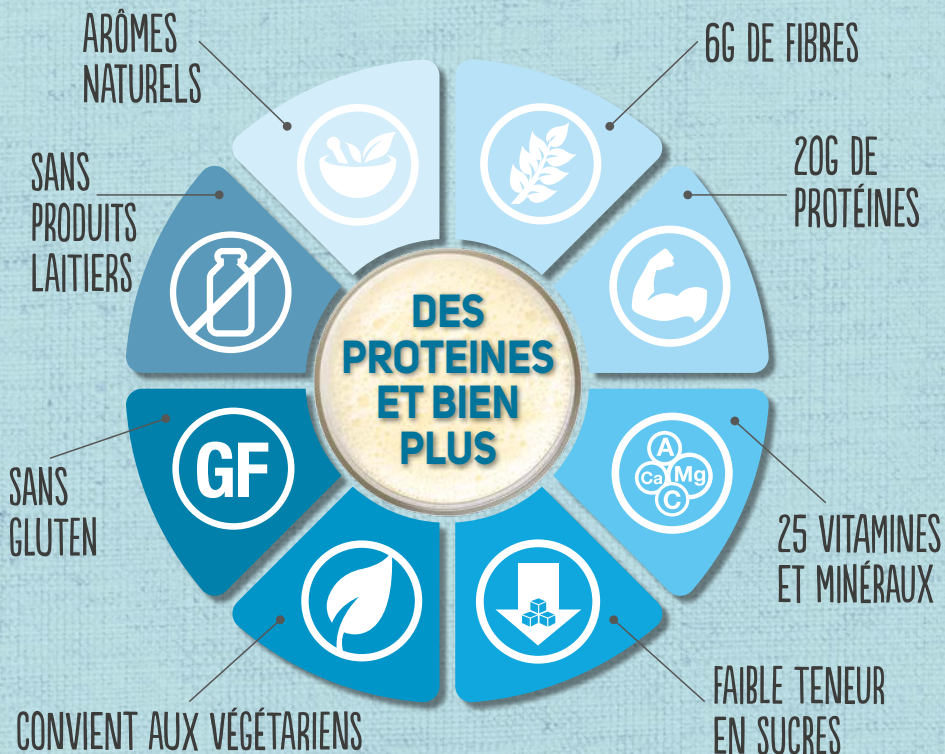 ARÔMES
NATURELS
6G DE FIBRES
20G DE
PROTÉINES
SANS
PRODUITS
LAITIERS
DES
PROTEINES
ET BIEN
PLUS
GF
A
Ca
Mg
C
SANS
GLUTEN
25 VITAMINES
ET MINÉRAUX
FAIBLE TENEUR
EN SUCRES
CONVIENT AUX VÉGÉTARIENS